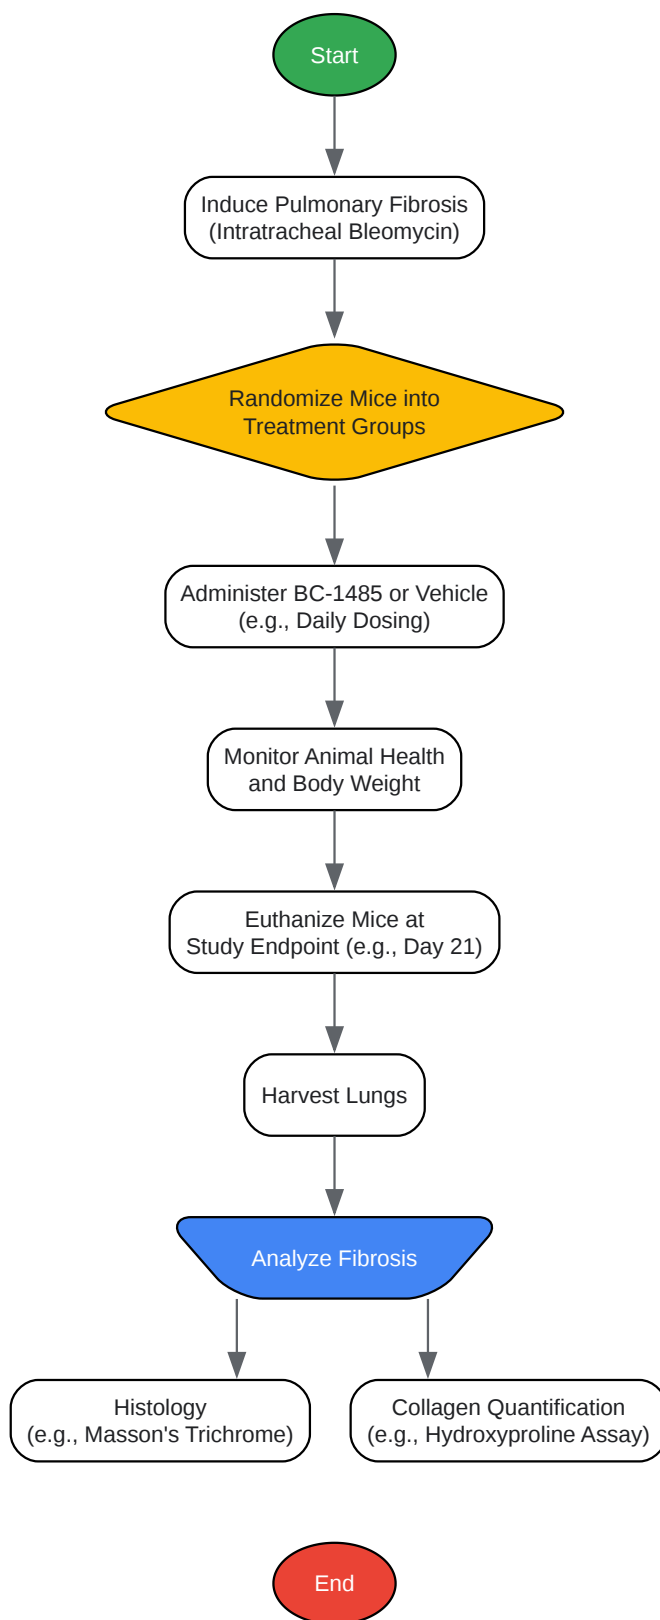 Start
Induce Pulmonary Fibrosis
(Intratracheal Bleomycin)
Randomize Mice into
Treatment Groups
Administer BC-1485 or Vehicle
(e.g., Daily Dosing)
Monitor Animal Health
and Body Weight
Euthanize Mice at
Study Endpoint (e.g., Day 21)
Harvest Lungs
Analyze Fibrosis
Histology
(e.g., Masson's Trichrome)
Collagen Quantification
(e.g., Hydroxyproline Assay)
End